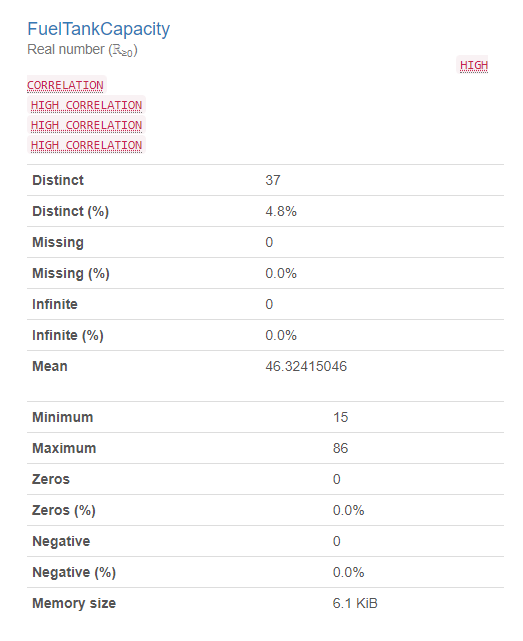 FuelTankCapacity
Real number (ℝ≥0)
HIGH
CORRELATION
HIGH CORRELATION
HIGH CORRELATION
HIGH CORRELATION
Distinct 37
Distinct (%) 4.8%
Missing 0
Missing (%) 0.0%
Infinite 0
Infinite (%) 0.0%
Mean 46.32415046
Minimum 15
Maximum 86
Zeros 0
Zeros (%) 0.0%
Negative 0
Negative (%) 0.0%
Memory size 6.1 KiB